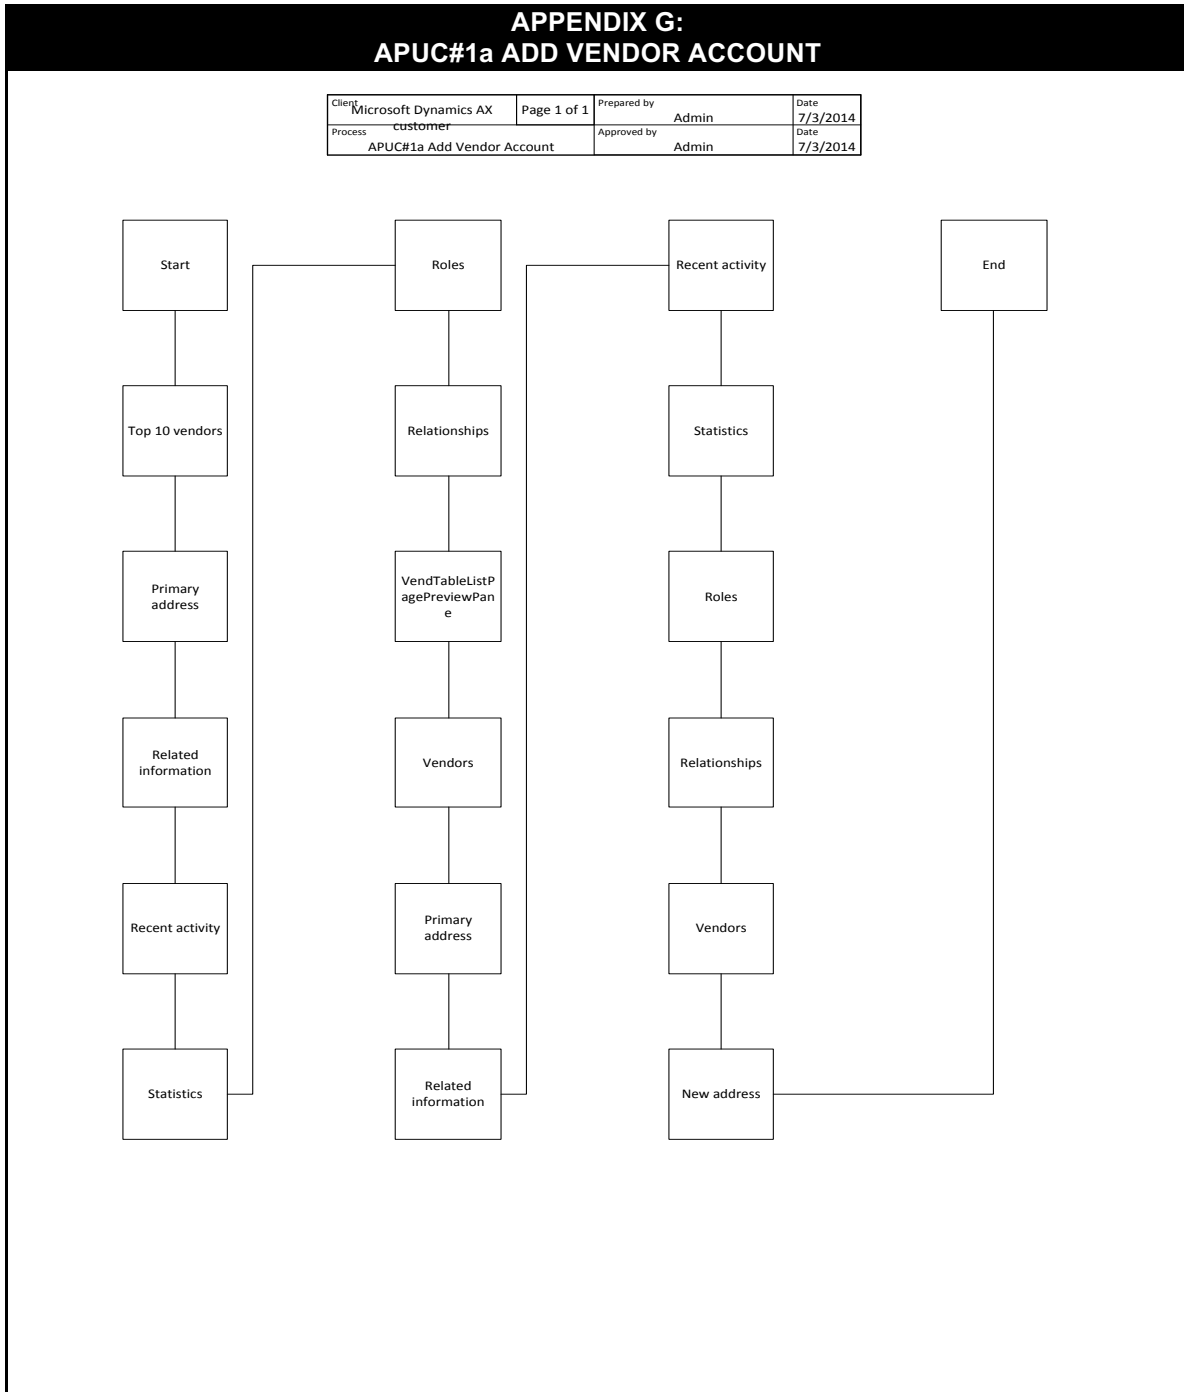 APPENDIX G:
APUC#1a ADD VENDOR ACCOUNT
Client
Microsoft Dynamics AX
customer
Page 1 of 1
Prepared by
Admin
Date
7/3/2014
Process
APUC#1a Add Vendor Account
Approved by
Admin
Date
7/3/2014
Start
Top 10 vendors
Primary
address
Related
information
Recent activity
Statistics
Roles
Relationships
VendTableListP
agePreviewPan
e
Vendors
Primary
address
Related
information
Recent activity
Statistics
Roles
Relationships
Vendors
New address
End